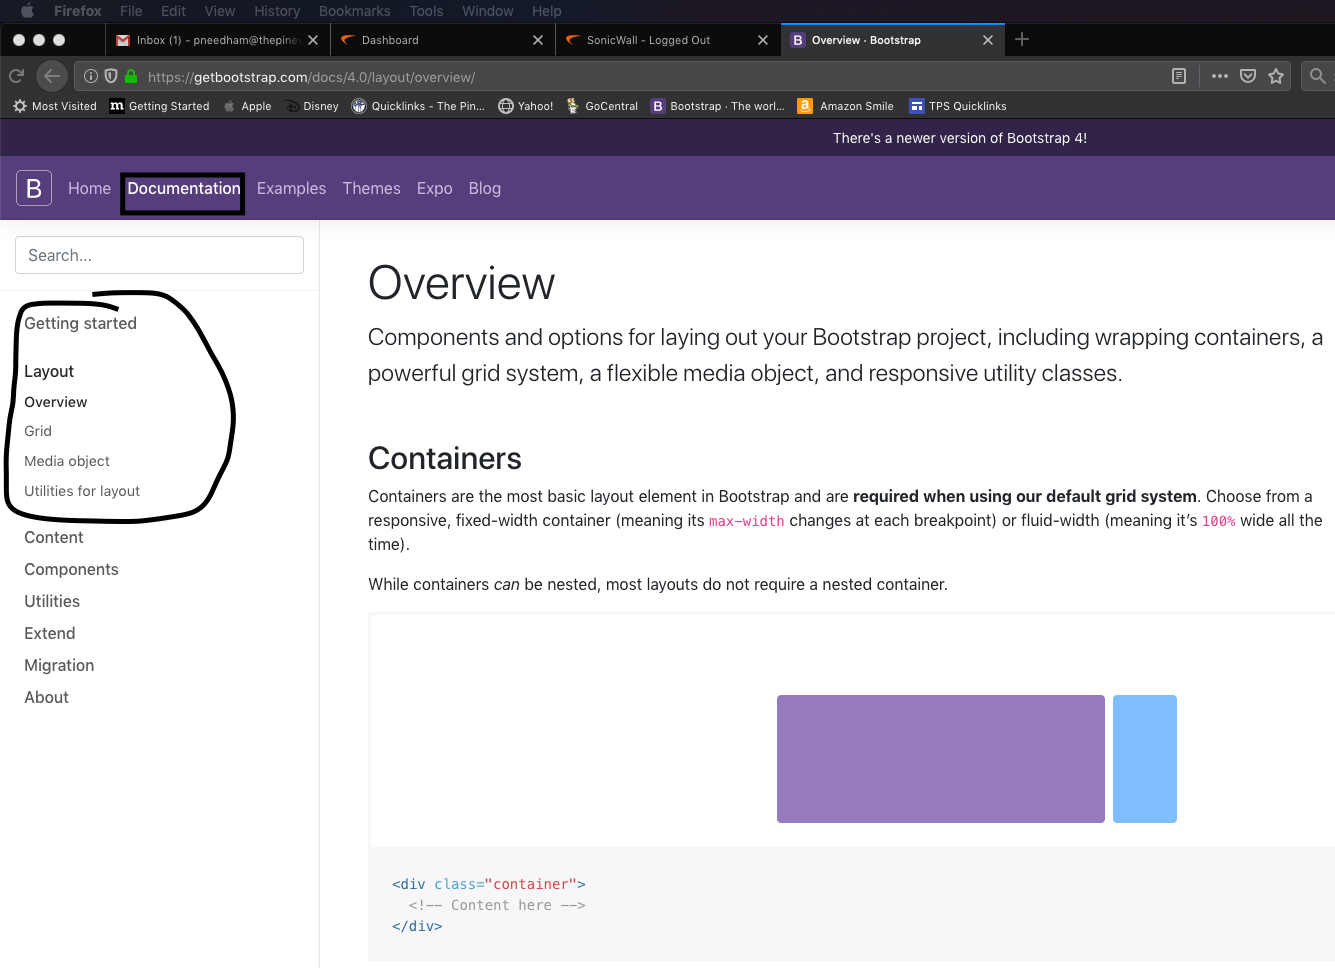 Firefox File Edit View History Bookmarks Tools Window Help
Inbox (1) - pneedham@thepines Dashboard SonicWall - Logged Out B Overview · Bootstrap
https://getbootstrap.com/docs/4.0/layout/overview/
Most Visited m Getting Started Apple Disney Quicklinks - The Pin... Yahoo! GoCentral B Bootstrap · The worl... a Amazon Smile TPS Quicklinks
There's a newer version of Bootstrap 4!
B Home Documentation Examples Themes Expo Blog
Search...
Getting started
Layout
Overview
Grid
Media object
Utilities for layout
Content
Components
Utilities
Extend
Migration
About
Overview
Components and options for laying out your Bootstrap project, including wrapping containers, a
powerful grid system, a flexible media object, and responsive utility classes.
Containers
Containers are the most basic layout element in Bootstrap and are required when using our default grid system. Choose from a
responsive, fixed-width container (meaning its max-width changes at each breakpoint) or fluid-width (meaning it’s 100% wide all the
time).
While containers can be nested, most layouts do not require a nested container.
<div class="container">
<!-- Content here -->
</div>